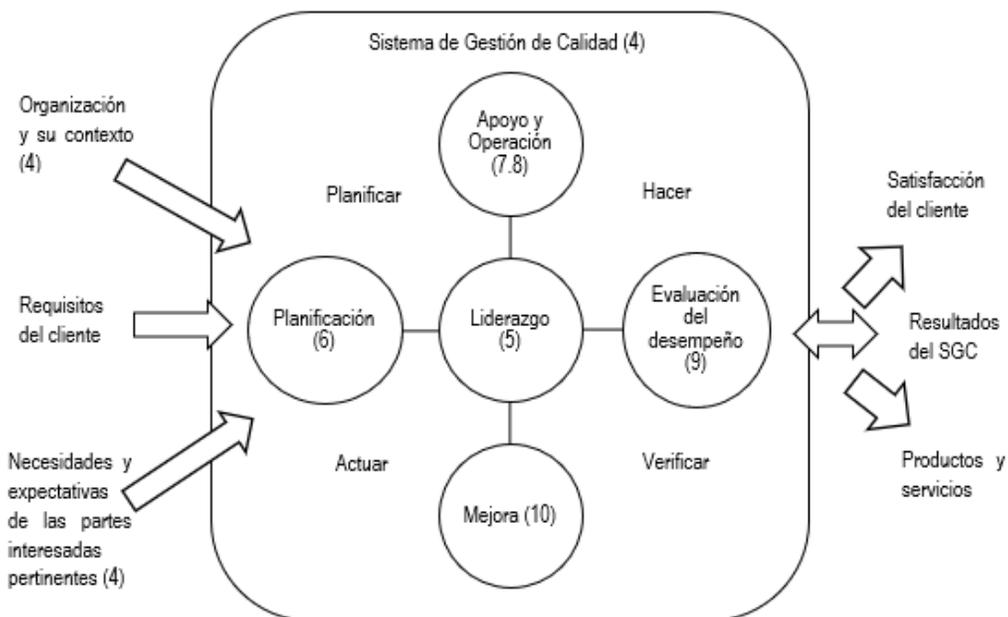 Sistema de Gestión de Calidad (4)
Organización
y su contexto
(4)
Apoyo y
Operación
(7.8)
Planificar
Hacer
Satisfacción
del cliente
Requisitos
del cliente
Planificación
(6)
Liderazgo
(5)
Evaluación
del
desempeño
(9)
Resultados
del SGC
Necesidades y
expectativas
de las partes
interesadas
pertinentes (4)
Actuar
Verificar
Productos y
servicios
Mejora (10)